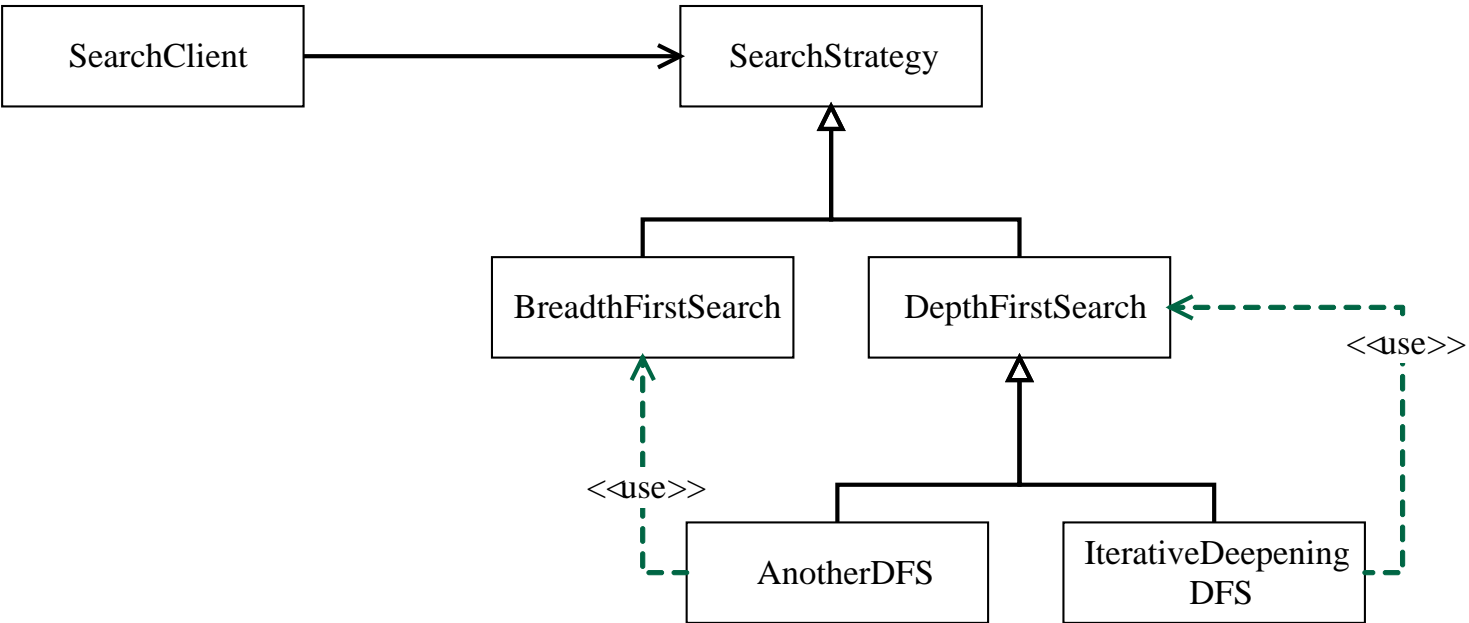 SearchClient
SearchStrategy
BreadthFirstSearch
DepthFirstSearch
<<use>>
<<use>>
AnotherDFS
IterativeDeepening
DFS